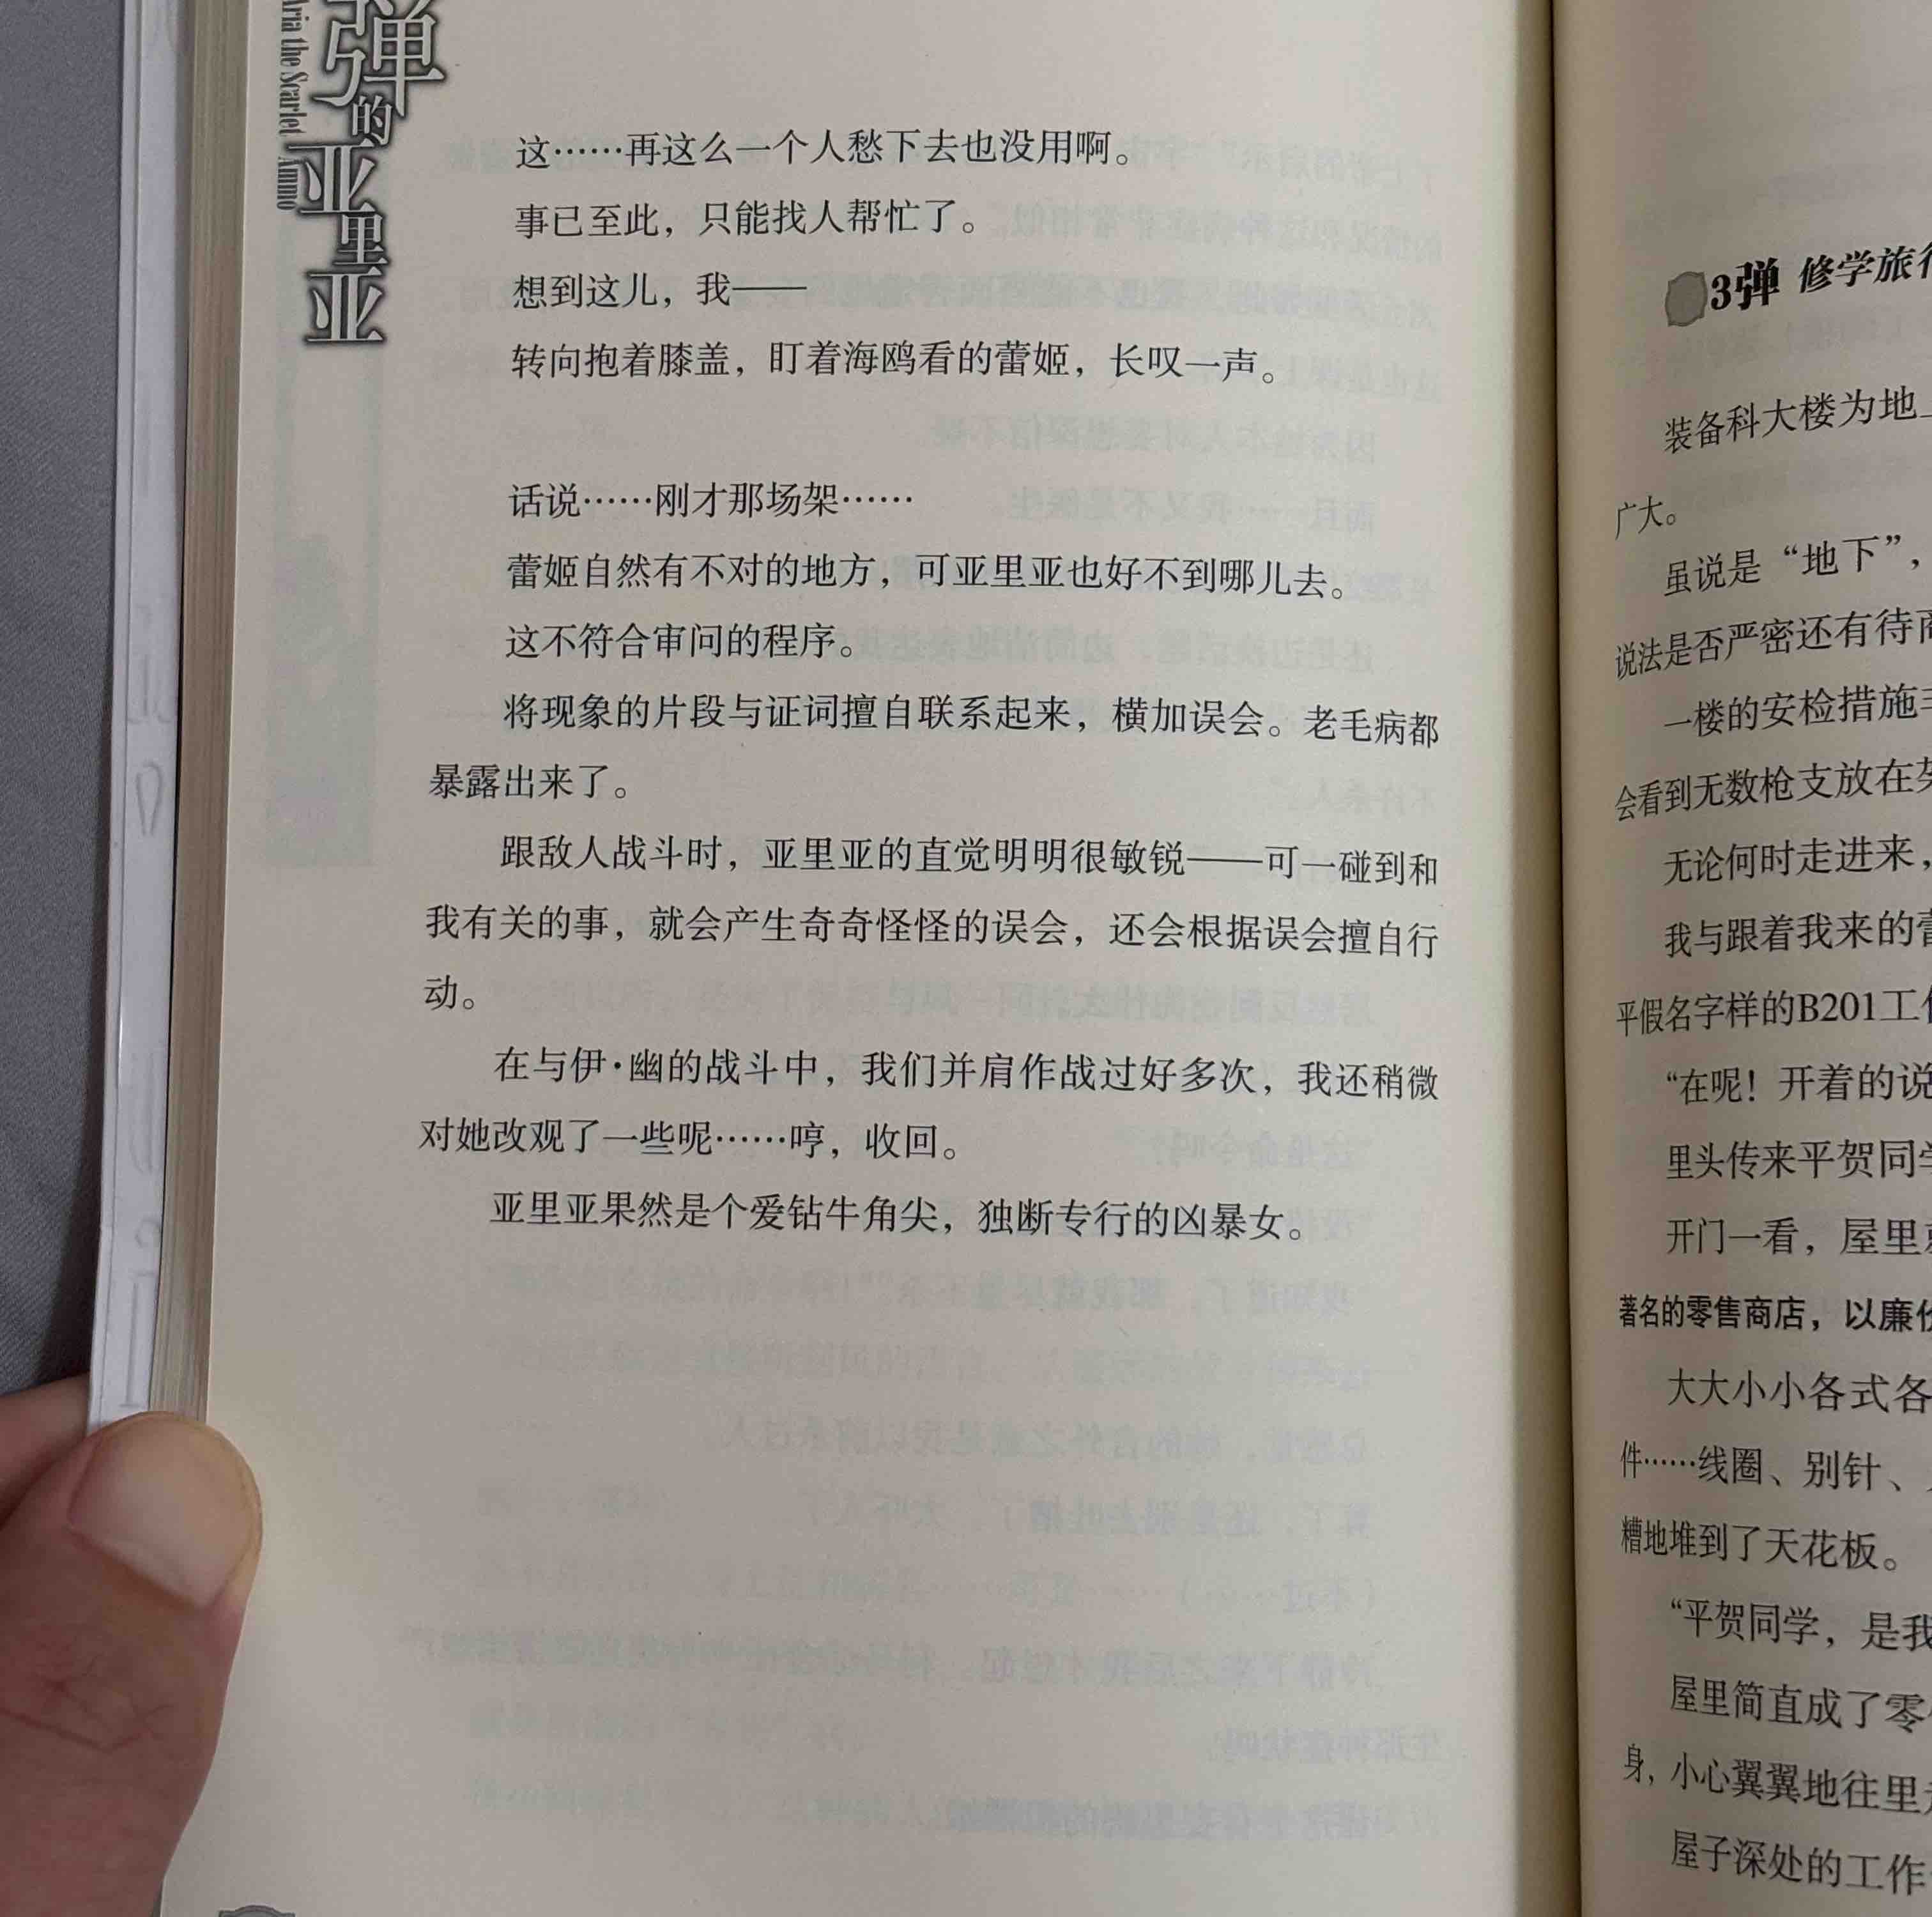 弹的亚里亚
Aria the Scarlet Ammo
这……再这么一个人愁下去也没用啊。
事已至此，只能找人帮忙了。
想到这儿，我——
转向抱着膝盖，盯着海鸥看的蕾姬，长叹一声。
话说……刚才那场架……
蕾姬自然有不对的地方，可亚里亚也好不到哪儿去。
这不符合审问的程序。
将现象的片段与证词擅自联系起来，横加误会。老毛病都
暴露出来了。
跟敌人战斗时，亚里亚的直觉明明很敏锐——可一碰到和
我有关的事，就会产生奇奇怪怪的误会，还会根据误会擅自行
动。
在与伊·幽的战斗中，我们并肩作战过好多次，我还稍微
对她改观了一些呢……哼，收回。
亚里亚果然是个爱钻牛角尖，独断专行的凶暴女。
3弹 修学旅行
装备科大楼为地
广大。
虽说是“地下”，
说法是否严密还有待商
一楼的安检措施
会看到无数枪支放在
无论何时走进来，
我与跟着我来的蕾
平假名字样的B201工作
“在呢！开着的说
里头传来平贺同学
开门一看，屋里
著名的零售商店，以廉价
大大小小各式各
件……线圈、别针、
糟地堆到了天花板。
“平贺同学，是我
屋里简直成了零
身，小心翼翼地往里走
屋子深处的工作